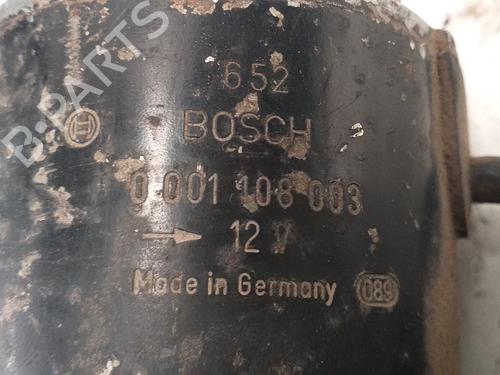 B-PARTS
652
BOSCH
0 001 108 003
12 V
Made in Germany 089